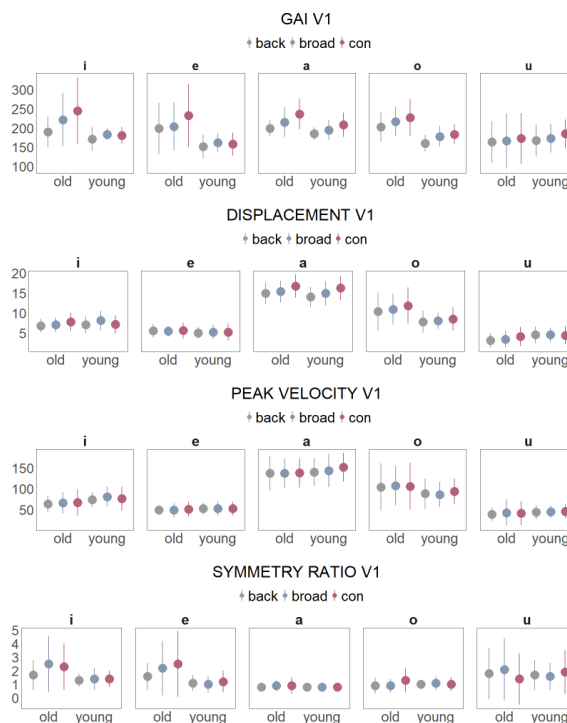 GAI V1
back broad con
i e a o u
300
250
200
150
100
old young old young old young old young old young
DISPLACEMENT V1
back broad con
i e a o u
20
15
10
5
old young old young old young old young old young
PEAK VELOCITY V1
back broad con
i e a o u
150
100
50
old young old young old young old young old young
SYMMETRY RATIO V1
back broad con
i e a o u
5
4
3
2
1
0
old young old young old young old young old young